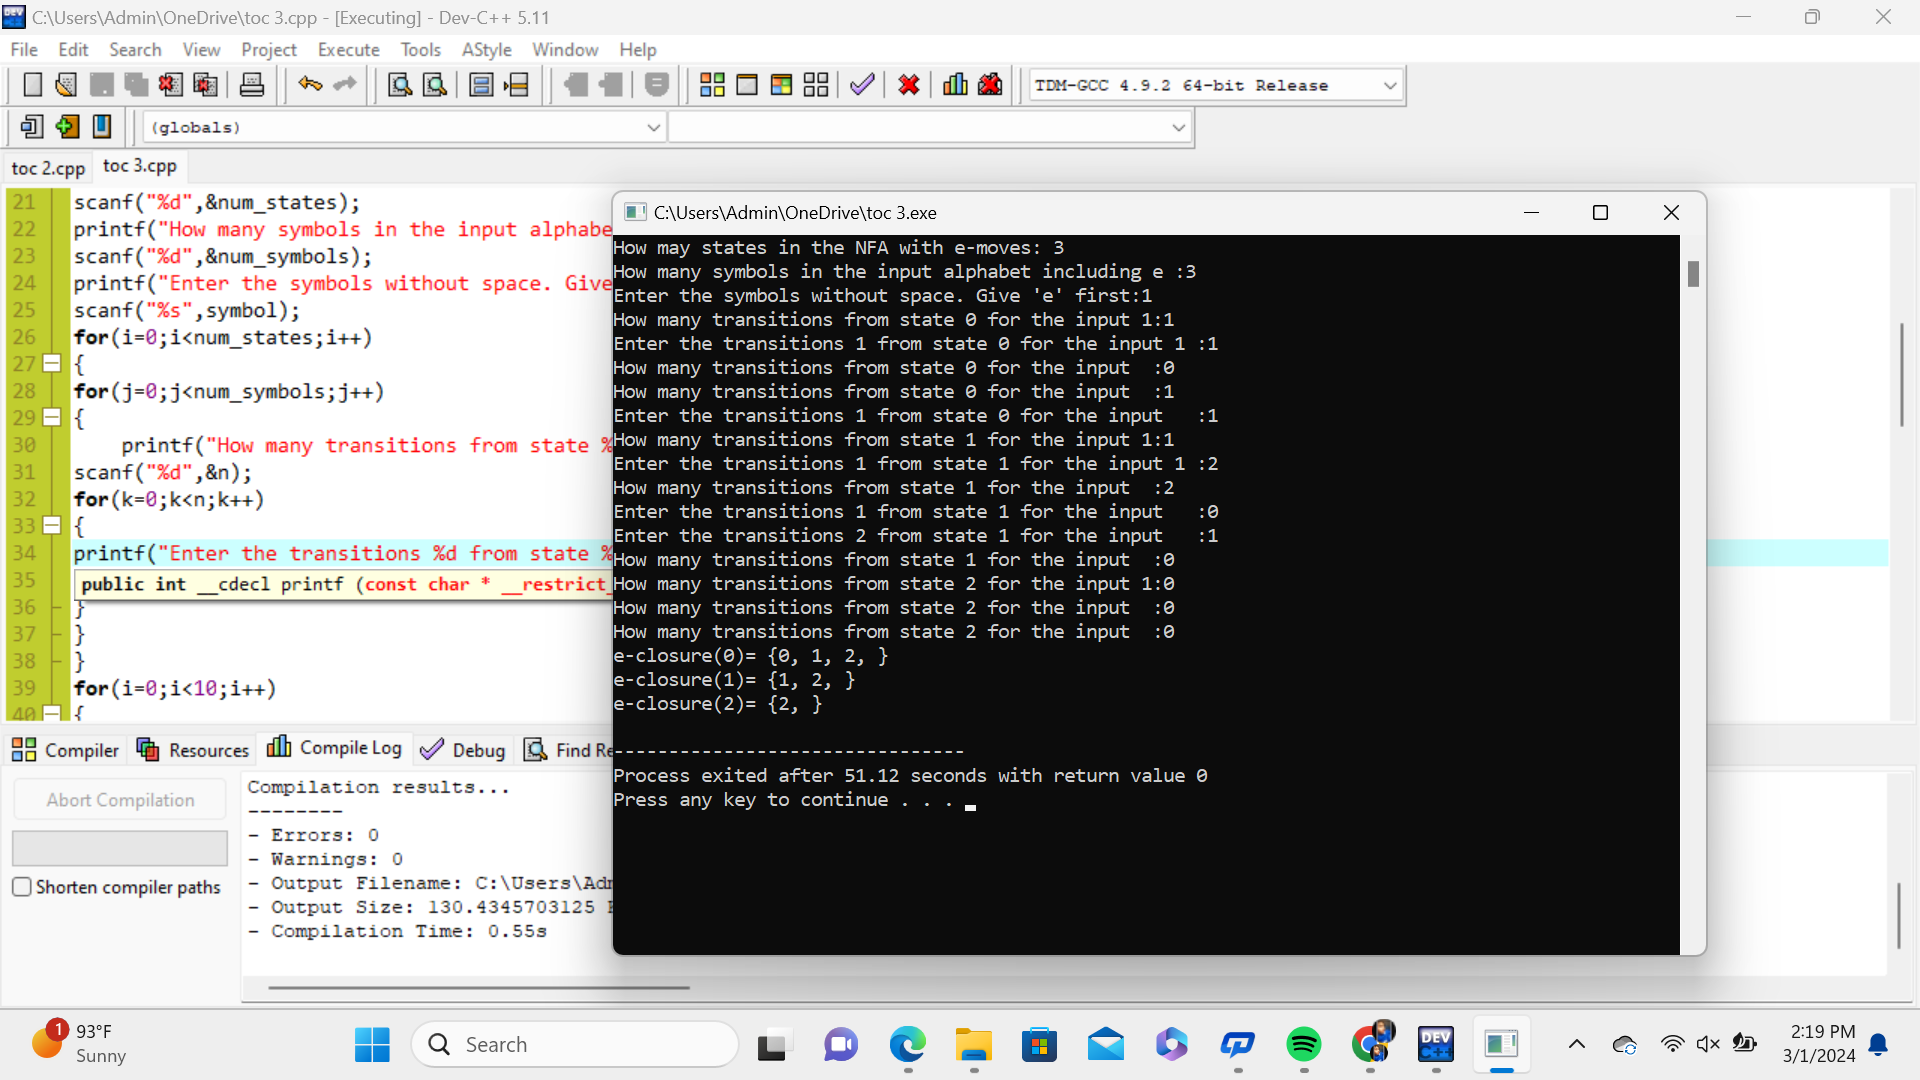 C:\Users\Admin\OneDrive\toc 3.cpp - [Executing] - Dev-C++ 5.11
File Edit Search View Project Execute Tools AStyle Window Help
TDM-GCC 4.9.2 64-bit Release
(globals)
toc 2.cpp toc 3.cpp
21 scanf("%d",&num_states);
22 printf("How many symbols in the input alphabe
23 scanf("%d",&num_symbols);
24 printf("Enter the symbols without space. Give
25 scanf("%s",symbol);
26 for(i=0;i<num_states;i++)
27 {
28 for(j=0;j<num_symbols;j++)
29 {
30 printf("How many transitions from state %
31 scanf("%d",&n);
32 for(k=0;k<n;k++)
33 {
34 printf("Enter the transitions %d from state %
35 public int __cdecl printf (const char * __restrict_
36 }
37 }
38 }
39 for(i=0;i<10;i++)
40 {
C:\Users\Admin\OneDrive\toc 3.exe
How may states in the NFA with e-moves: 3
How many symbols in the input alphabet including e :3
Enter the symbols without space. Give 'e' first:1
How many transitions from state 0 for the input 1:1
Enter the transitions 1 from state 0 for the input 1 :1
How many transitions from state 0 for the input  :0
How many transitions from state 0 for the input  :1
Enter the transitions 1 from state 0 for the input   :1
How many transitions from state 1 for the input 1:1
Enter the transitions 1 from state 1 for the input 1 :2
How many transitions from state 1 for the input  :2
Enter the transitions 1 from state 1 for the input   :0
Enter the transitions 2 from state 1 for the input   :1
How many transitions from state 1 for the input  :0
How many transitions from state 2 for the input 1:0
How many transitions from state 2 for the input  :0
How many transitions from state 2 for the input  :0
e-closure(0)= {0, 1, 2, }
e-closure(1)= {1, 2, }
e-closure(2)= {2, }
--------------------------------
Process exited after 51.12 seconds with return value 0
Press any key to continue . . .
Compiler Resources Compile Log Debug Find Re
Abort Compilation
Shorten compiler paths
Compilation results...
--------
- Errors: 0
- Warnings: 0
- Output Filename: C:\Users\Adm
- Output Size: 130.4345703125
- Compilation Time: 0.55s
1
93°F
Sunny
Search
DEV
C++
2:19 PM
3/1/2024